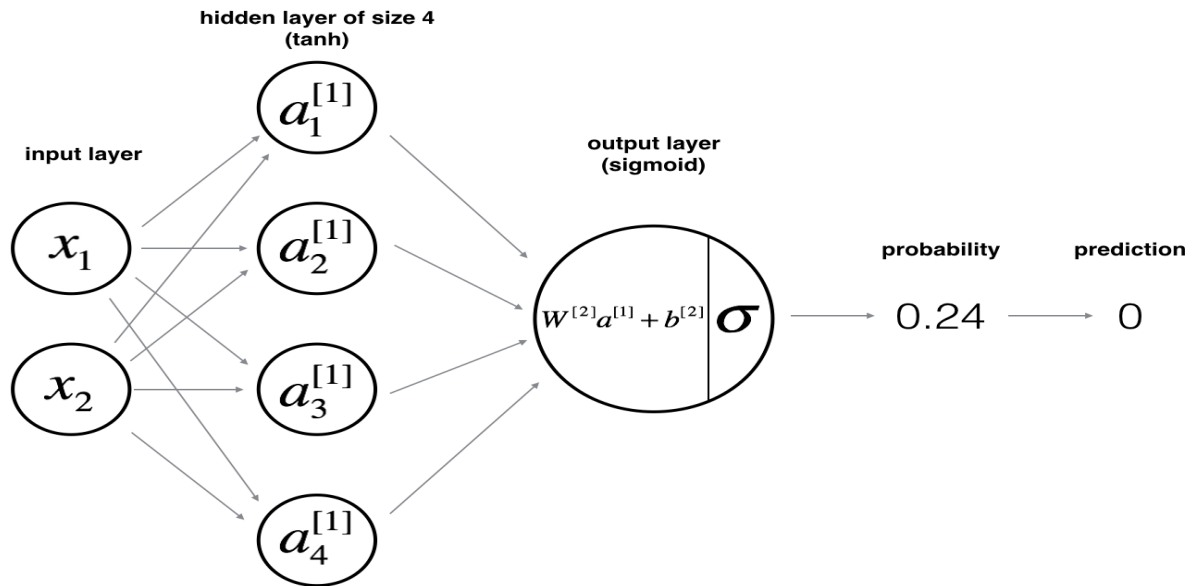 hidden layer of size 4
(tanh)
a₁^[1]
input layer
output layer
(sigmoid)
x₁
a₂^[1]
probability
prediction
W^[2]a^[1] + b^[2]
σ
0.24
0
x₂
a₃^[1]
a₄^[1]